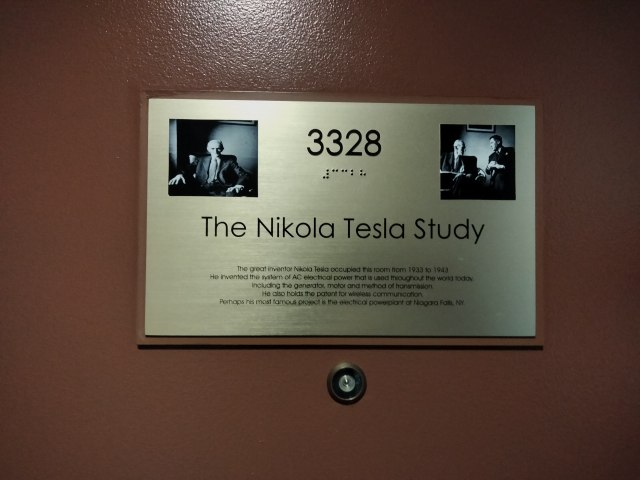 3328
⠼⠉⠉⠃⠓
The Nikola Tesla Study
The great inventor Nikola Tesla occupied this room from 1933 to 1943
He invented the system of AC electrical power that is used throughout the world today,
Including the generator, motor and method of transmission.
He also holds the patent for wireless communication.
Perhaps his most famous project is the electrical powerplant at Niagara Falls, NY.